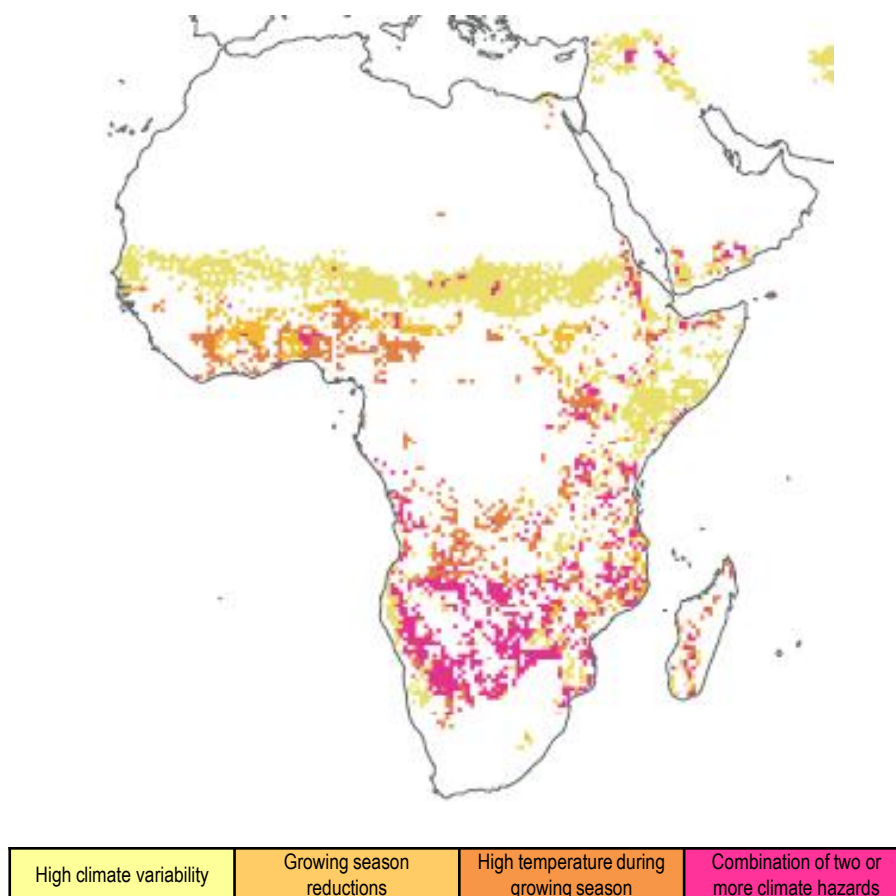 High climate variability
Growing season
reductions
High temperature during
growing season
Combination of two or
more climate hazards